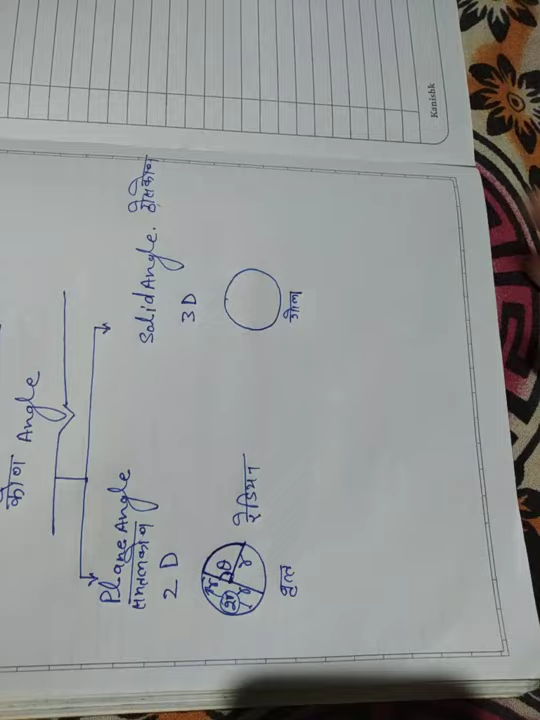 कोण Angle
Plane Angle
समतलकोण
2 D
रेडियन
वृत्त
Solid Angle. ठोसकोण
3 D
गोला
Kanishk